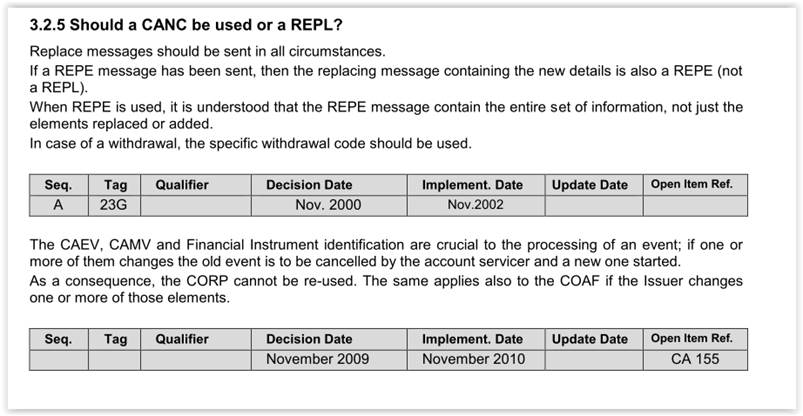 3.2.5 Should a CANC be used or a REPL?
Replace messages should be sent in all circumstances.
If a REPE message has been sent, then the replacing message containing the new details is also a REPE (not
a REPL).
When REPE is used, it is understood that the REPE message contain the entire set of information, not just the
elements replaced or added.
In case of a withdrawal, the specific withdrawal code should be used.
Seq. Tag Qualifier Decision Date Implement. Date Update Date Open Item Ref.
A 23G Nov. 2000 Nov.2002
The CAEV, CAMV and Financial Instrument identification are crucial to the processing of an event; if one or
more of them changes the old event is to be cancelled by the account servicer and a new one started.
As a consequence, the CORP cannot be re-used. The same applies also to the COAF if the Issuer changes
one or more of those elements.
Seq. Tag Qualifier Decision Date Implement. Date Update Date Open Item Ref.
November 2009 November 2010 CA 155